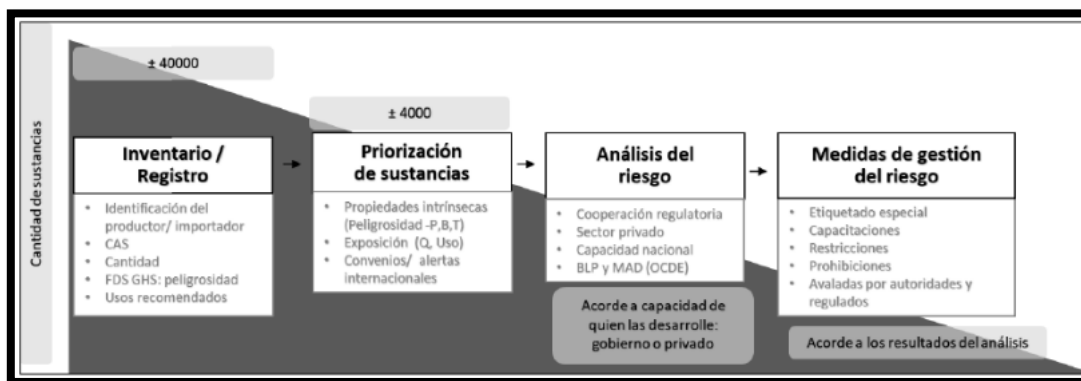 Cantidad de sustancias
± 40000
Inventario /
Registro
• Identificación del
productor/ importador
• CAS
• Cantidad
• FDS GHS: peligrosidad
• Usos recomendados
± 4000
Priorización
de sustancias
• Propiedades intrínsecas
(Peligrosidad -P,B,T)
• Exposición (Q, Uso)
• Convenios/ alertas
internacionales
Análisis del
riesgo
• Cooperación regulatoria
• Sector privado
• Capacidad nacional
• BLP y MAD (OCDE)
Acorde a capacidad de
quien las desarrolle:
gobierno o privado
Medidas de gestión
del riesgo
• Etiquetado especial
• Capacitaciones
• Restricciones
• Prohibiciones
• Avaladas por autoridades y
regulados
Acorde a los resultados del análisis